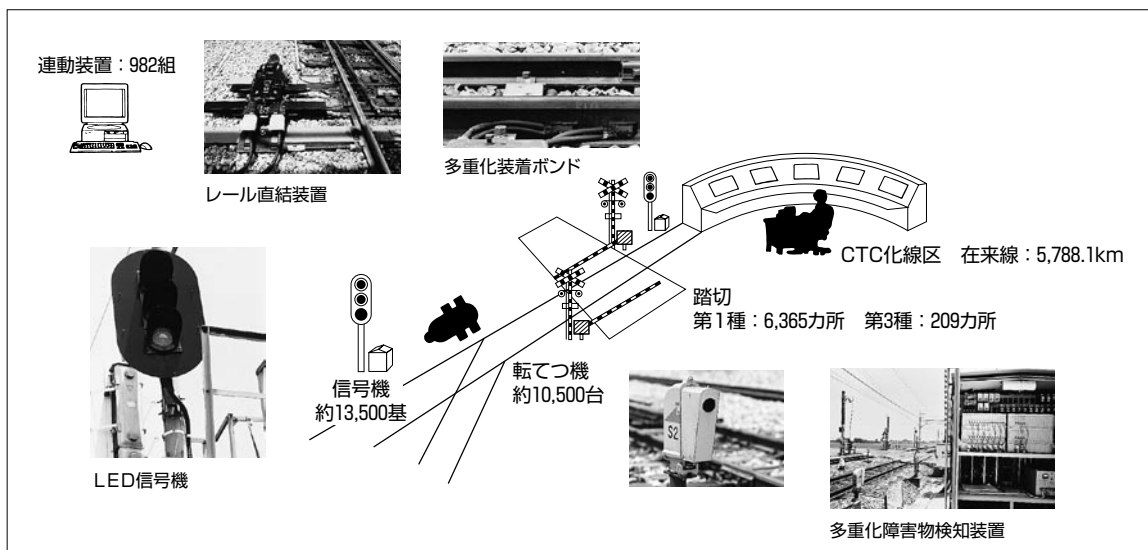 連動装置：982組
レール直結装置
多重化装着ボンド
CTC化線区　在来線：5,788.1km
踏切
第1種：6,365カ所　第3種：209カ所
転てつ機
約10,500台
信号機
約13,500基
S2
LED信号機
多重化障害物検知装置